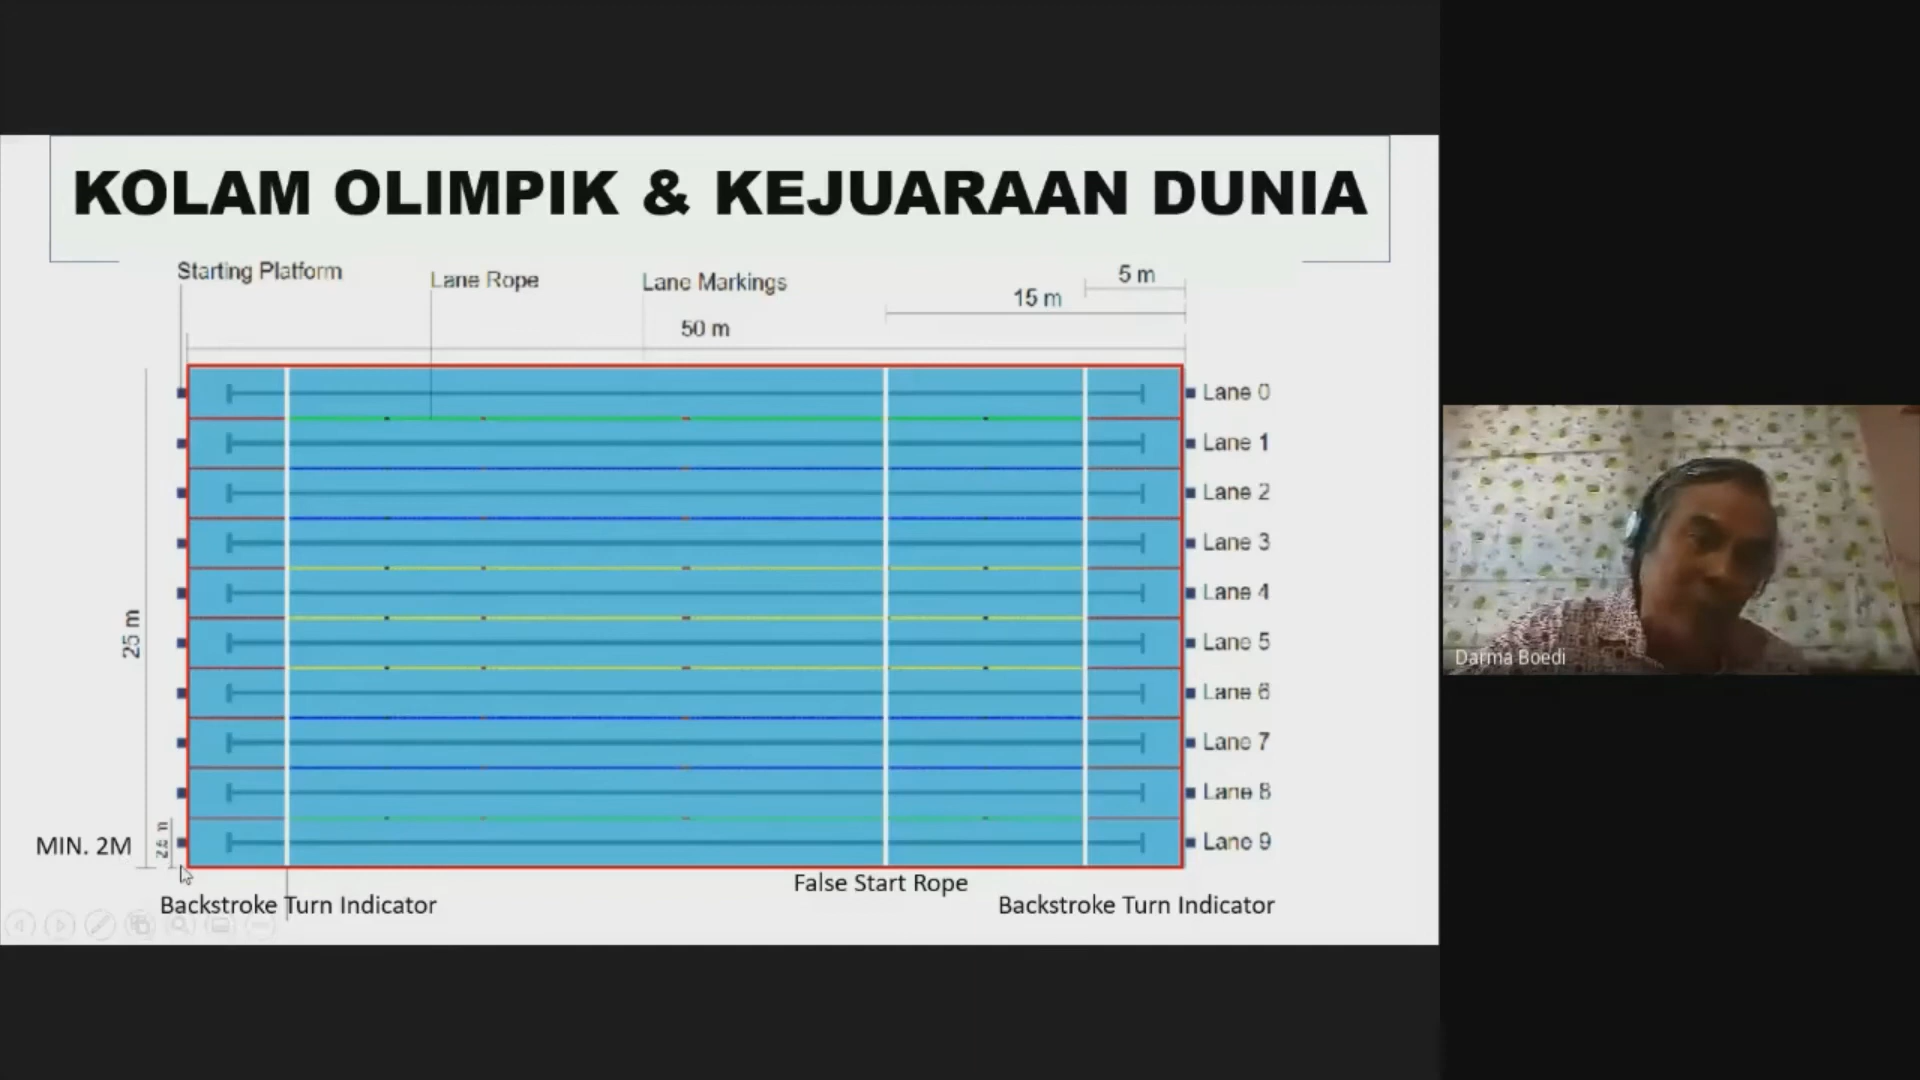 KOLAM OLIMPIK & KEJUARAAN DUNIA
Starting Platform
Lane Rope
Lane Markings
5 m
15 m
50 m
Lane 0
Lane 1
Lane 2
Lane 3
Lane 4
Lane 5
Lane 6
Lane 7
Lane 8
Lane 9
25 m
MIN. 2M
False Start Rope
Backstroke Turn Indicator
Backstroke Turn Indicator
Darma Boedi